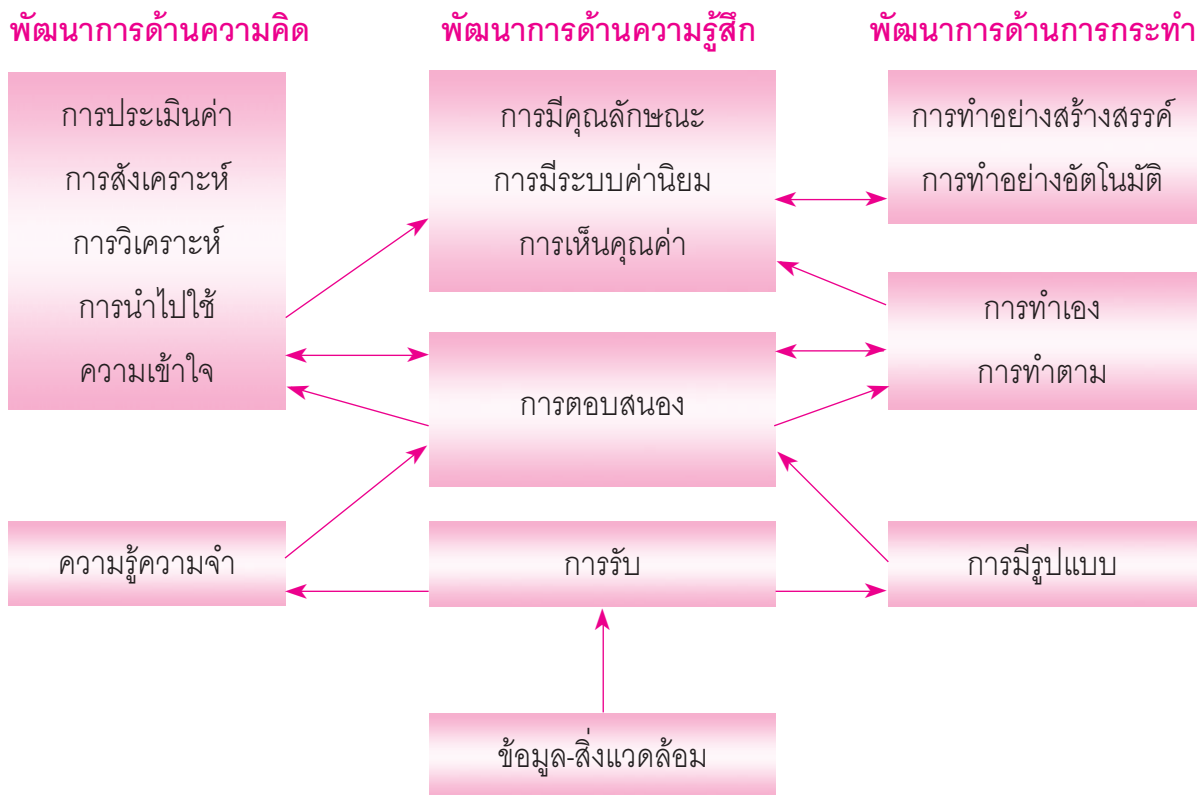 พัฒนาการด้านความคิด
พัฒนาการด้านความรู้สึก
พัฒนาการด้านการกระทำ
การประเมินค่า
การสังเคราะห์
การวิเคราะห์
การนำไปใช้
ความเข้าใจ
การมีคุณลักษณะ
การมีระบบค่านิยม
การเห็นคุณค่า
การทำอย่างสร้างสรรค์
การทำอย่างอัตโนมัติ
การตอบสนอง
การทำเอง
การทำตาม
ความรู้ความจำ
การรับ
การมีรูปแบบ
ข้อมูล-สิ่งแวดล้อม